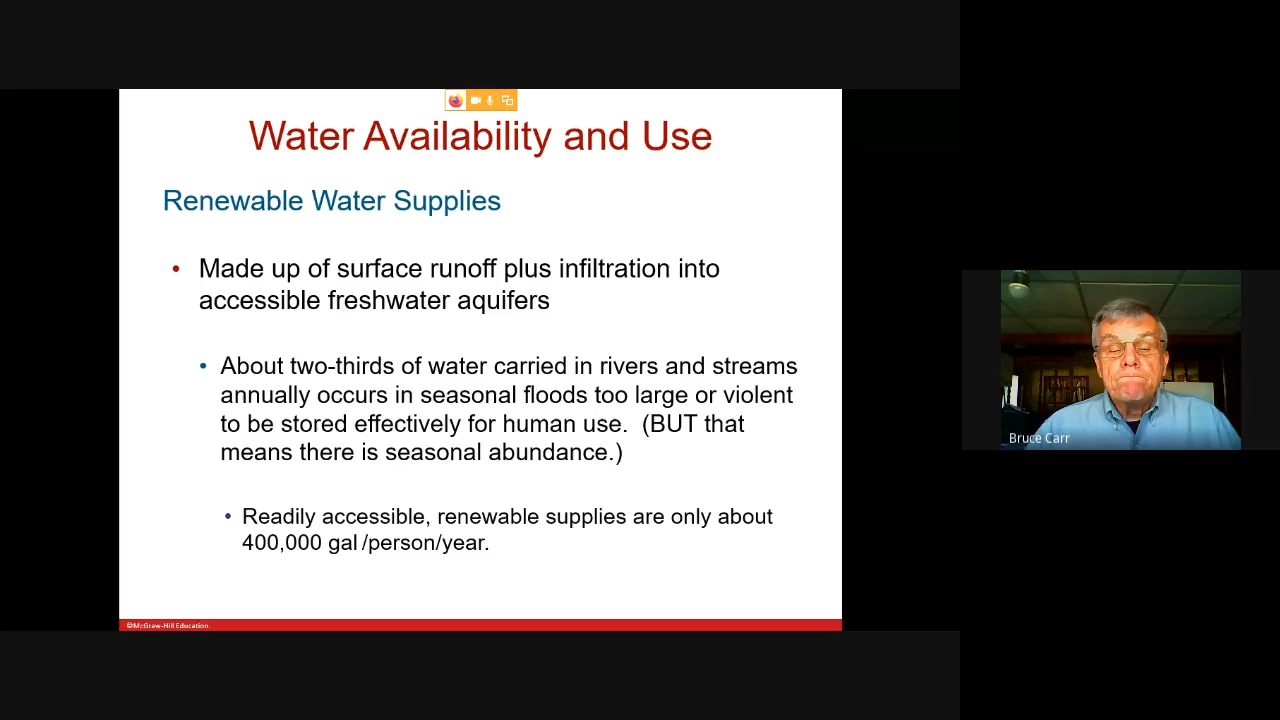 Water Availability and Use
Renewable Water Supplies
• Made up of surface runoff plus infiltration into
accessible freshwater aquifers
• About two-thirds of water carried in rivers and streams
annually occurs in seasonal floods too large or violent
to be stored effectively for human use. (BUT that
means there is seasonal abundance.)
• Readily accessible, renewable supplies are only about
400,000 gal/person/year.
©McGraw-Hill Education.
Bruce Carr